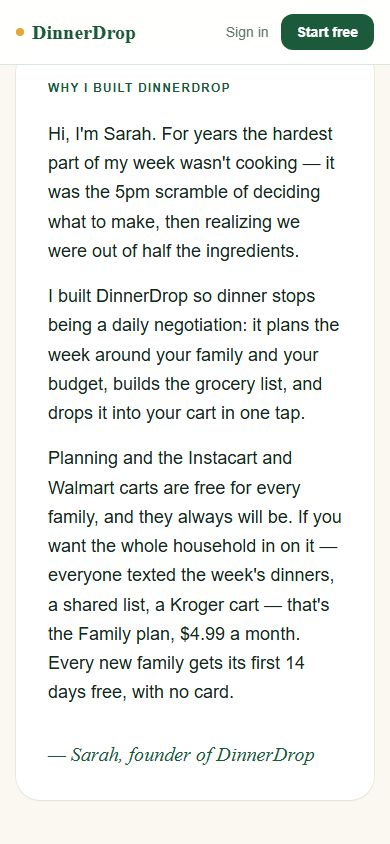 DinnerDrop
Sign in
Start free
WHY I BUILT DINNERDROP
Hi, I'm Sarah. For years the hardest
part of my week wasn't cooking — it
was the 5pm scramble of deciding
what to make, then realizing we
were out of half the ingredients.
I built DinnerDrop so dinner stops
being a daily negotiation: it plans the
week around your family and your
budget, builds the grocery list, and
drops it into your cart in one tap.
Planning and the Instacart and
Walmart carts are free for every
family, and they always will be. If you
want the whole household in on it —
everyone texted the week's dinners,
a shared list, a Kroger cart — that's
the Family plan, $4.99 a month.
Every new family gets its first 14
days free, with no card.
— Sarah, founder of DinnerDrop